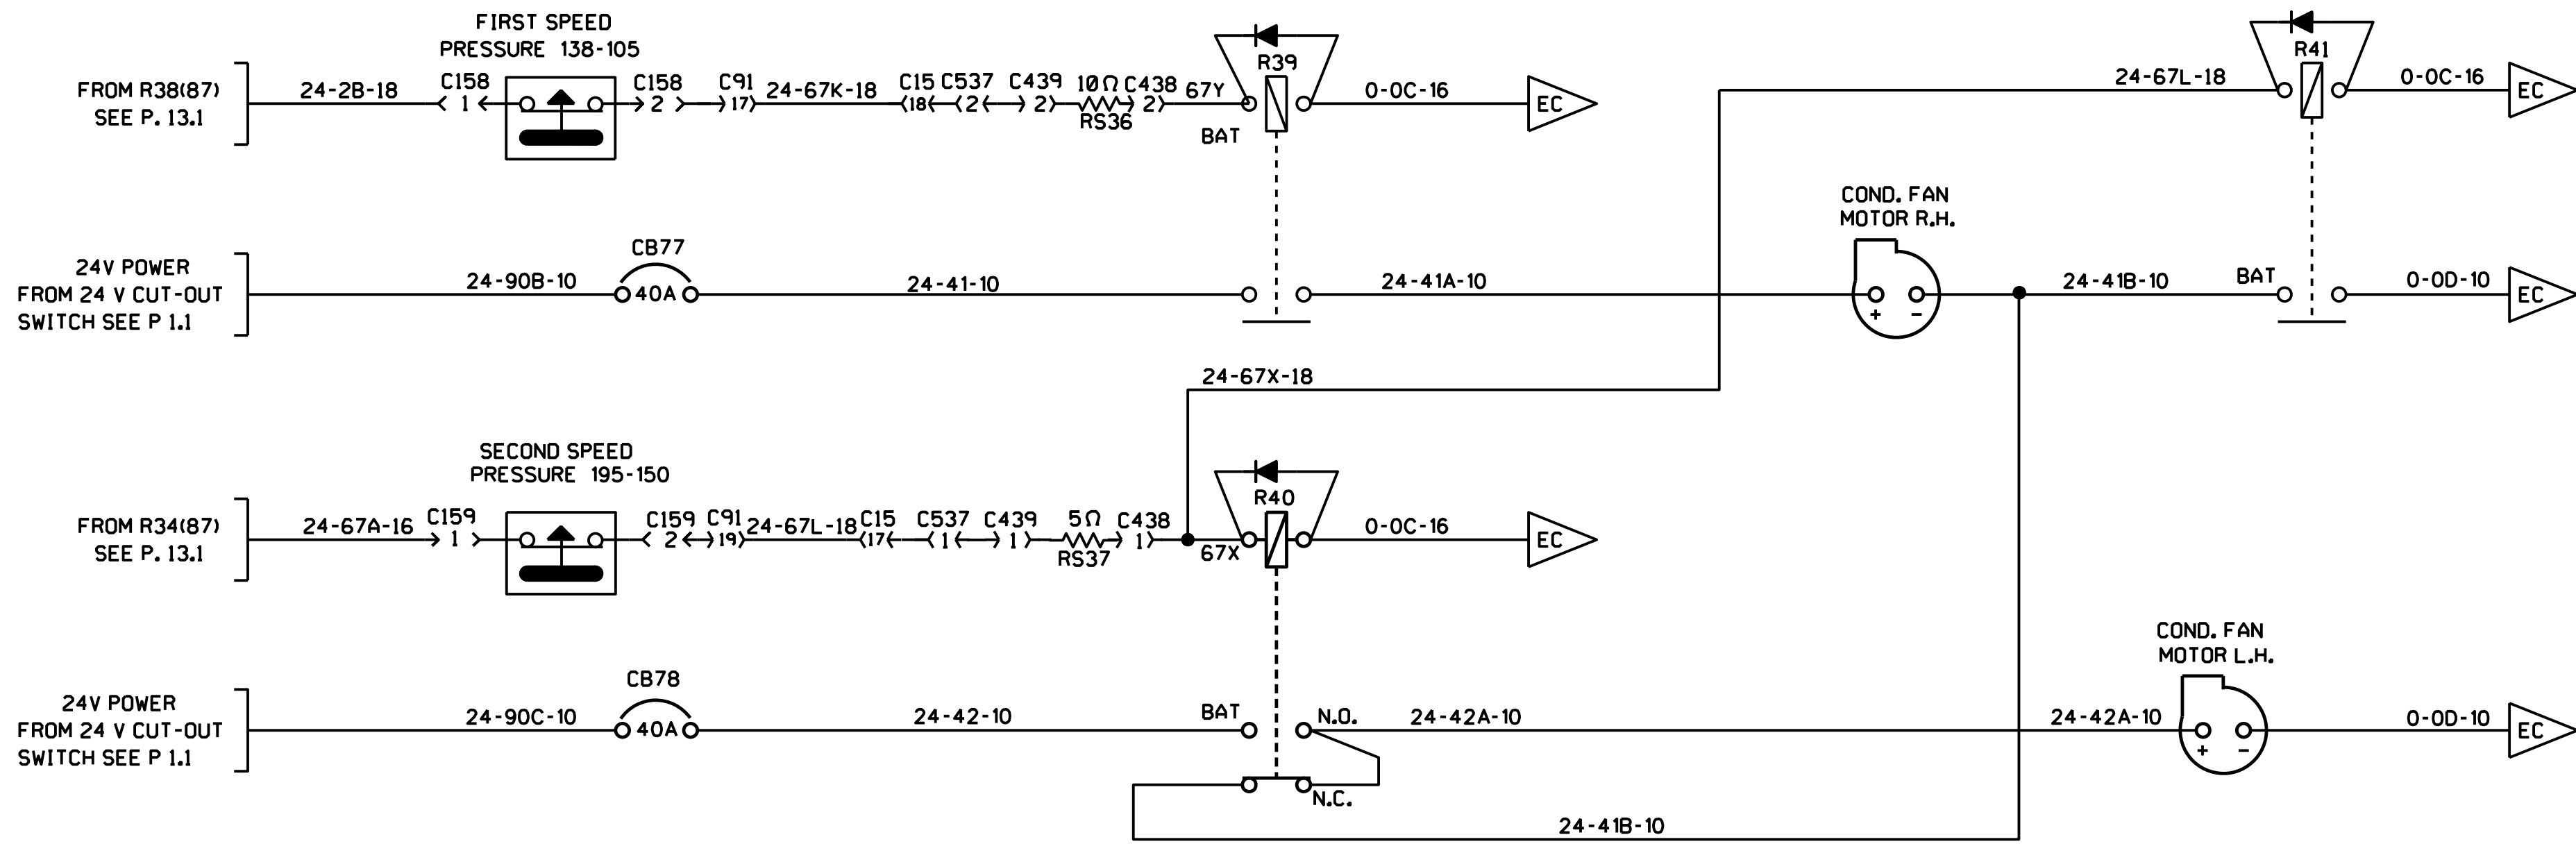 FIRST SPEED
PRESSURE 138-105
FROM R38(87)
SEE P. 13.1
24-2B-18
C158
1
C158
2
C91
17
24-67K-18
C15
18
C537
2
C439
2
10Ω
RS36
C438
2
67Y
R39
BAT
0-0C-16
EC
24-67L-18
R41
0-0C-16
EC
24V POWER
FROM 24 V CUT-OUT
SWITCH SEE P 1.1
24-90B-10
CB77
40A
24-41-10
24-41A-10
COND. FAN
MOTOR R.H.
+ -
24-41B-10
BAT
0-0D-10
EC
24-67X-18
SECOND SPEED
PRESSURE 195-150
FROM R34(87)
SEE P. 13.1
24-67A-16
C159
1
C159
2
C91
19
24-67L-18
C15
17
C537
1
C439
1
5Ω
RS37
C438
1
67X
R40
0-0C-16
EC
24V POWER
FROM 24 V CUT-OUT
SWITCH SEE P 1.1
24-90C-10
CB78
40A
24-42-10
BAT
N.O.
24-42A-10
N.C.
24-42A-10
COND. FAN
MOTOR L.H.
+ -
0-0D-10
EC
24-41B-10